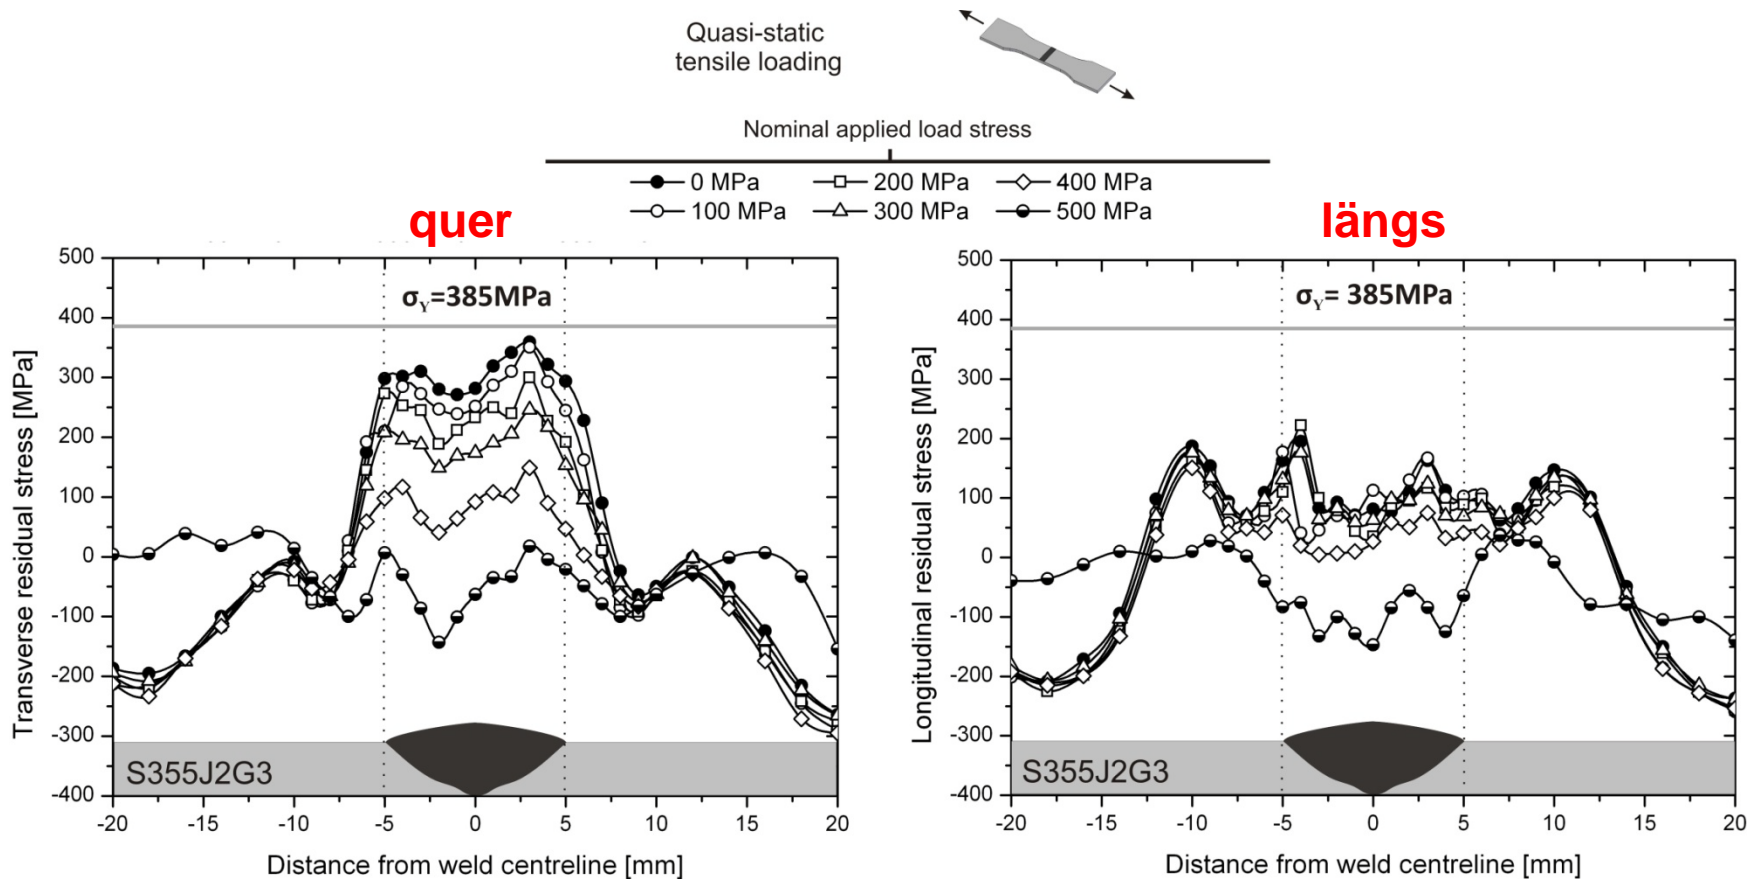 Quasi-static
tensile loading
Nominal applied load stress
0 MPa 200 MPa 400 MPa
100 MPa 300 MPa 500 MPa
quer
längs
Transverse residual stress [MPa]
500
400
300
200
100
0
-100
-200
-300
-400
σY=385MPa
S355J2G3
-20 -15 -10 -5 0 5 10 15 20
Distance from weld centreline [mm]
Longitudinal residual stress [MPa]
500
400
300
200
100
0
-100
-200
-300
-400
σY= 385MPa
S355J2G3
-20 -15 -10 -5 0 5 10 15 20
Distance from weld centreline [mm]